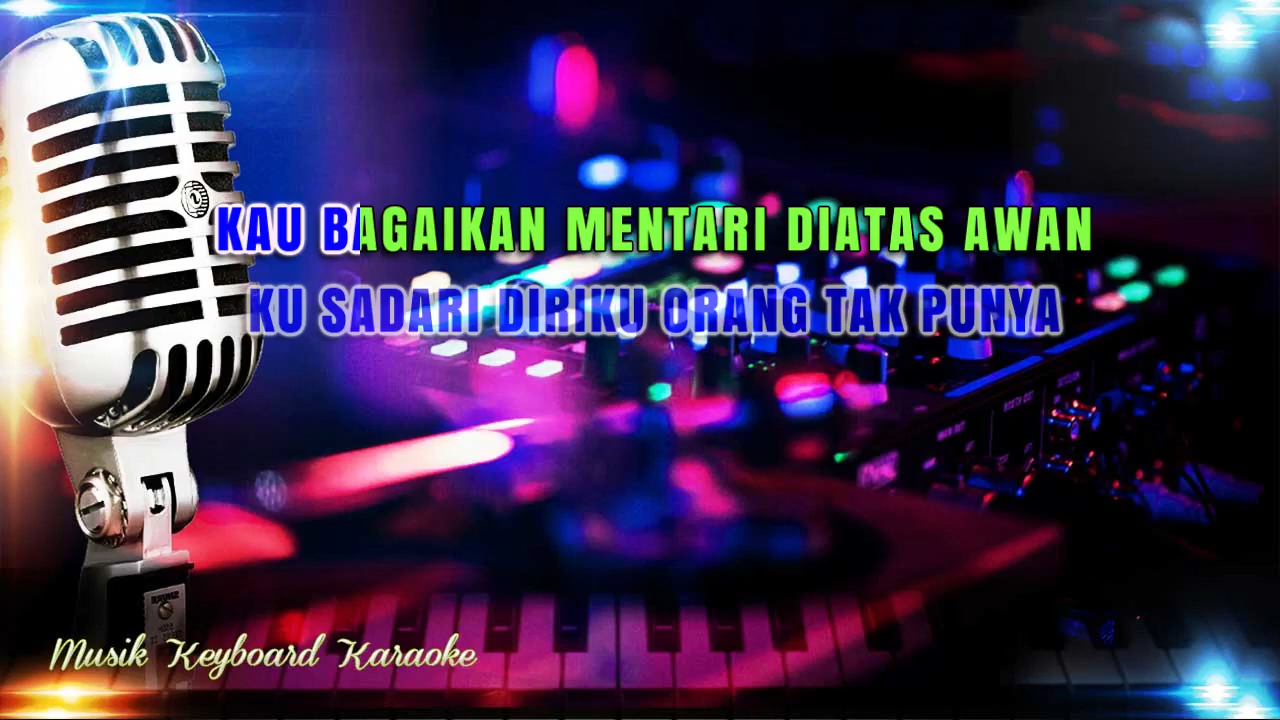 KAU BAGAIKAN MENTARI DIATAS AWAN
KU SADARI DIRIKU ORANG TAK PUNYA
Musik Keyboard Karaoke